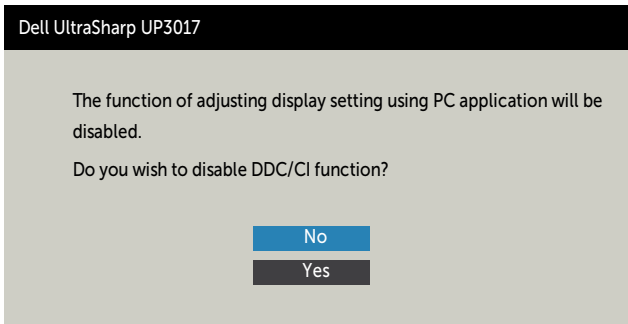 Dell UltraSharp UP3017
The function of adjusting display setting using PC application will be
disabled.
Do you wish to disable DDC/CI function?
No
Yes